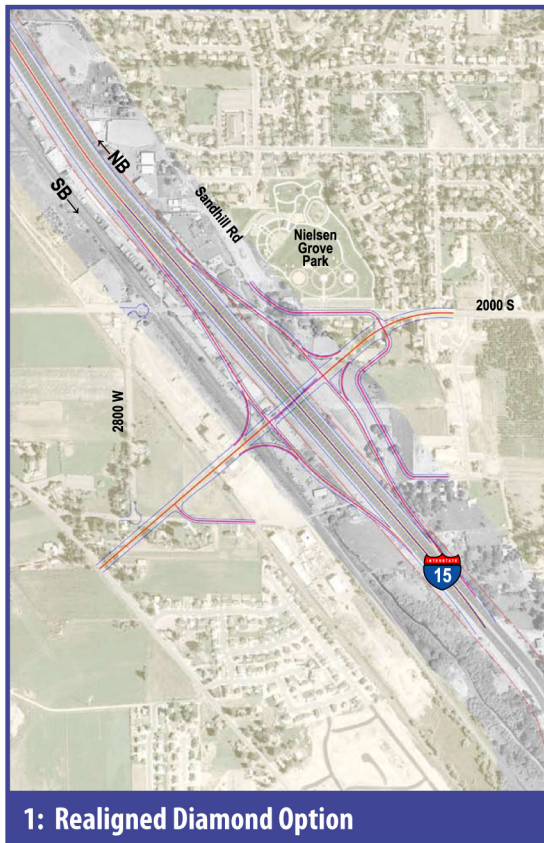 ←NB
SB→
Sandhill Rd
Nielsen
Grove
Park
2000 S
2800 W
INTERSTATE
15
1: Realigned Diamond Option